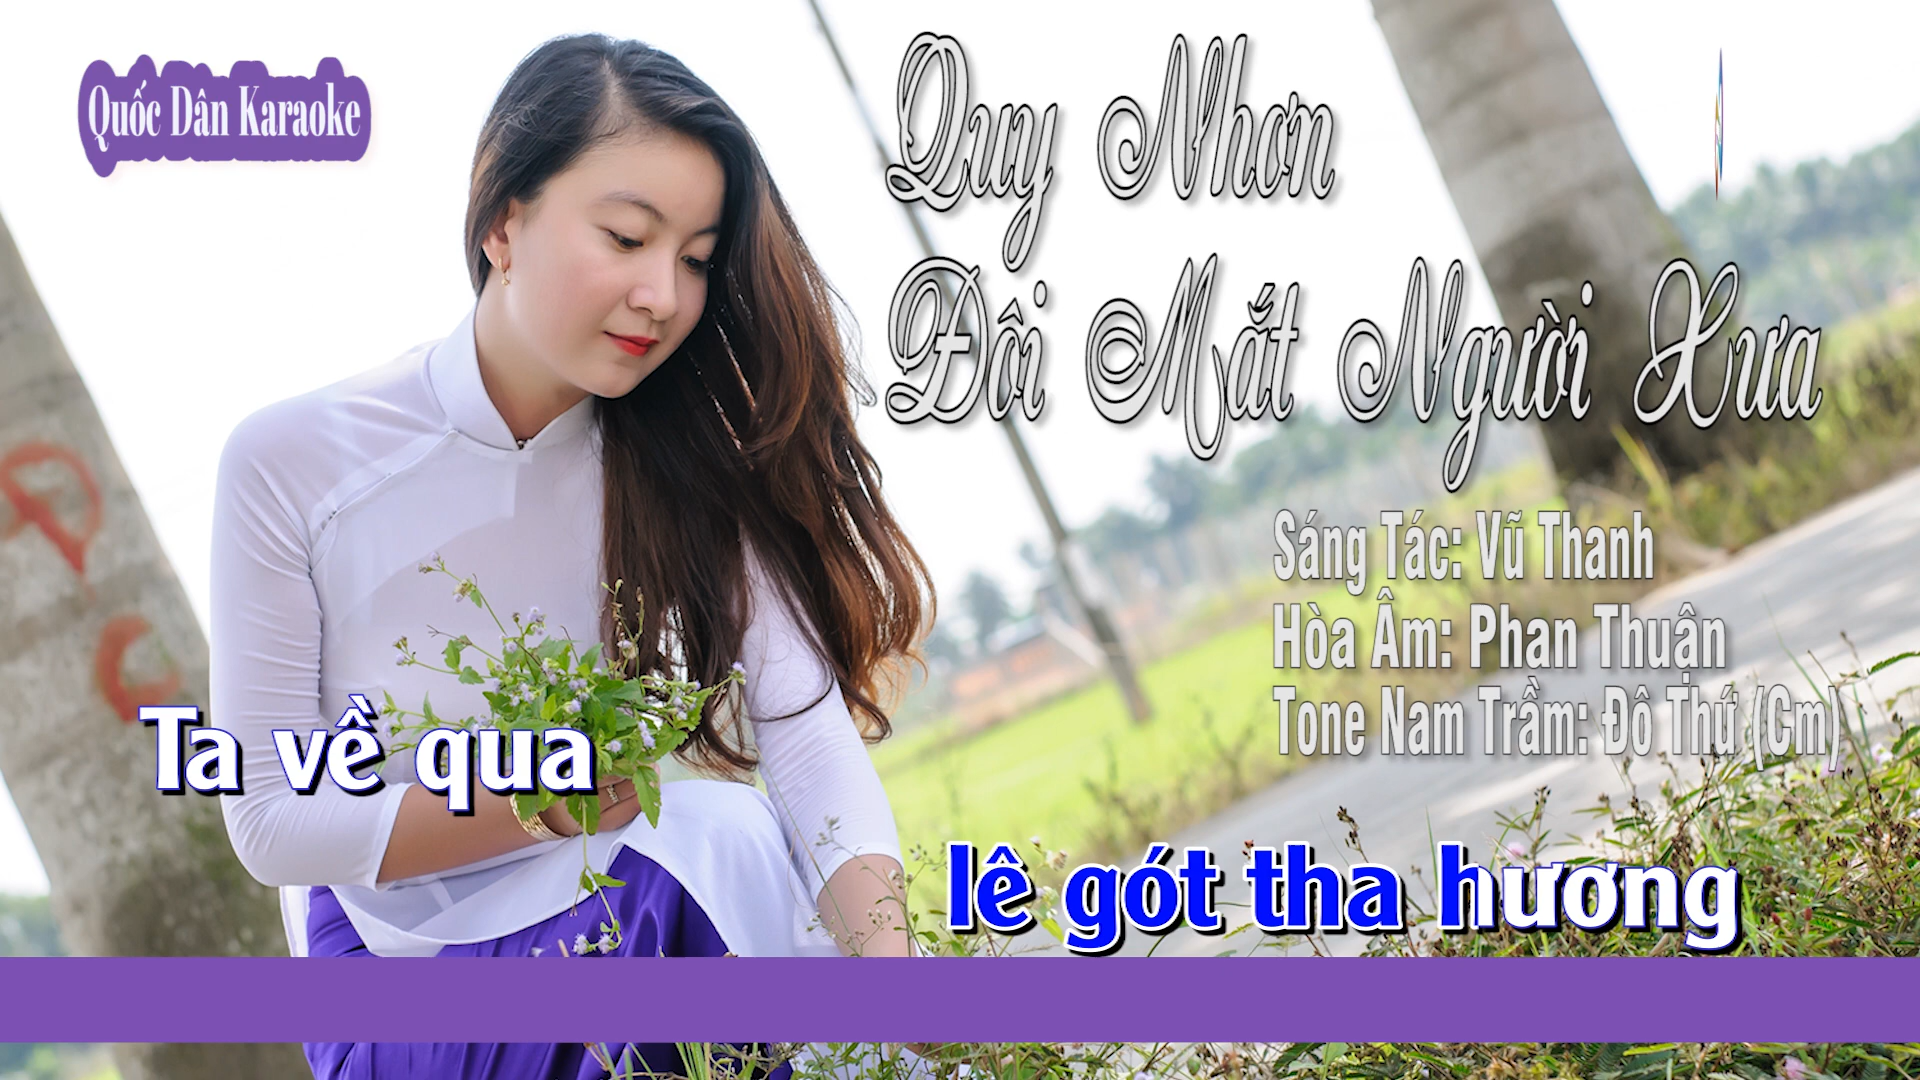 Quốc Dân Karaoke
Quy Nhơn
Đôi Mắt Người Xưa
Sáng Tác: Vũ Thanh
Hòa Âm: Phan Thuận
Tone Nam Trầm: Đô Thứ (Cm)
Ta về qua
lê gót tha hương